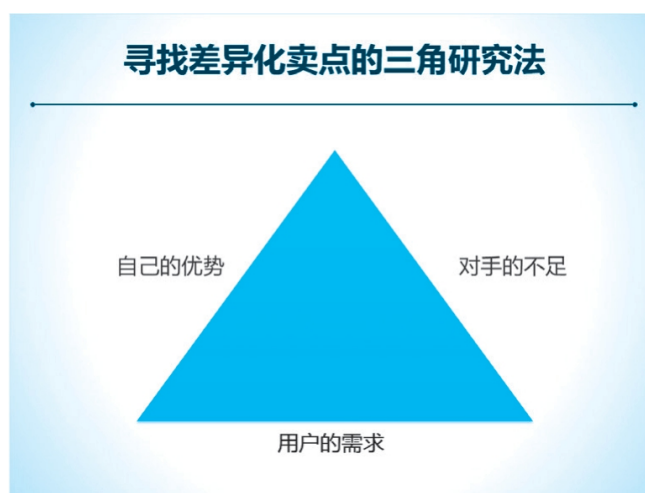 寻找差异化卖点的三角研究法
自己的优势
对手的不足
用户的需求